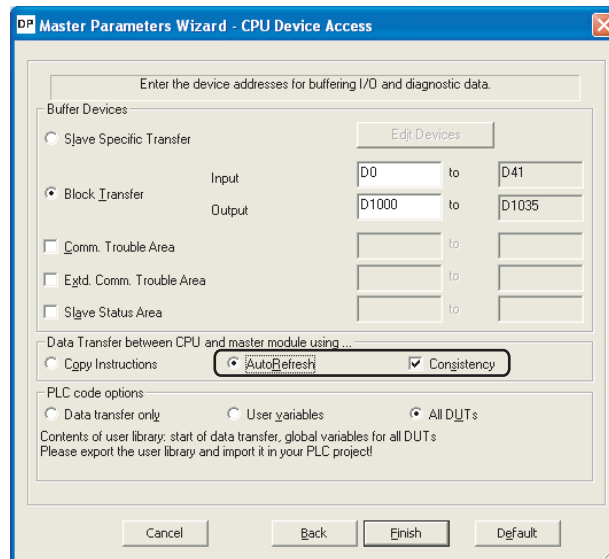 DP Master Parameters Wizard - CPU Device Access
Enter the device addresses for buffering I/O and diagnostic data.
Buffer Devices
Slave Specific Transfer
Edit Devices
Input
D0 to D41
Block Transfer
Output
D1000 to D1035
Comm. Trouble Area
to
Extd. Comm. Trouble Area
to
Slave Status Area
to
Data Transfer between CPU and master module using ...
Copy Instructions AutoRefresh Consistency
PLC code options
Data transfer only User variables All DUTs
Contents of user library: start of data transfer, global variables for all DUTs
Please export the user library and import it in your PLC project!
Cancel Back Finish Default